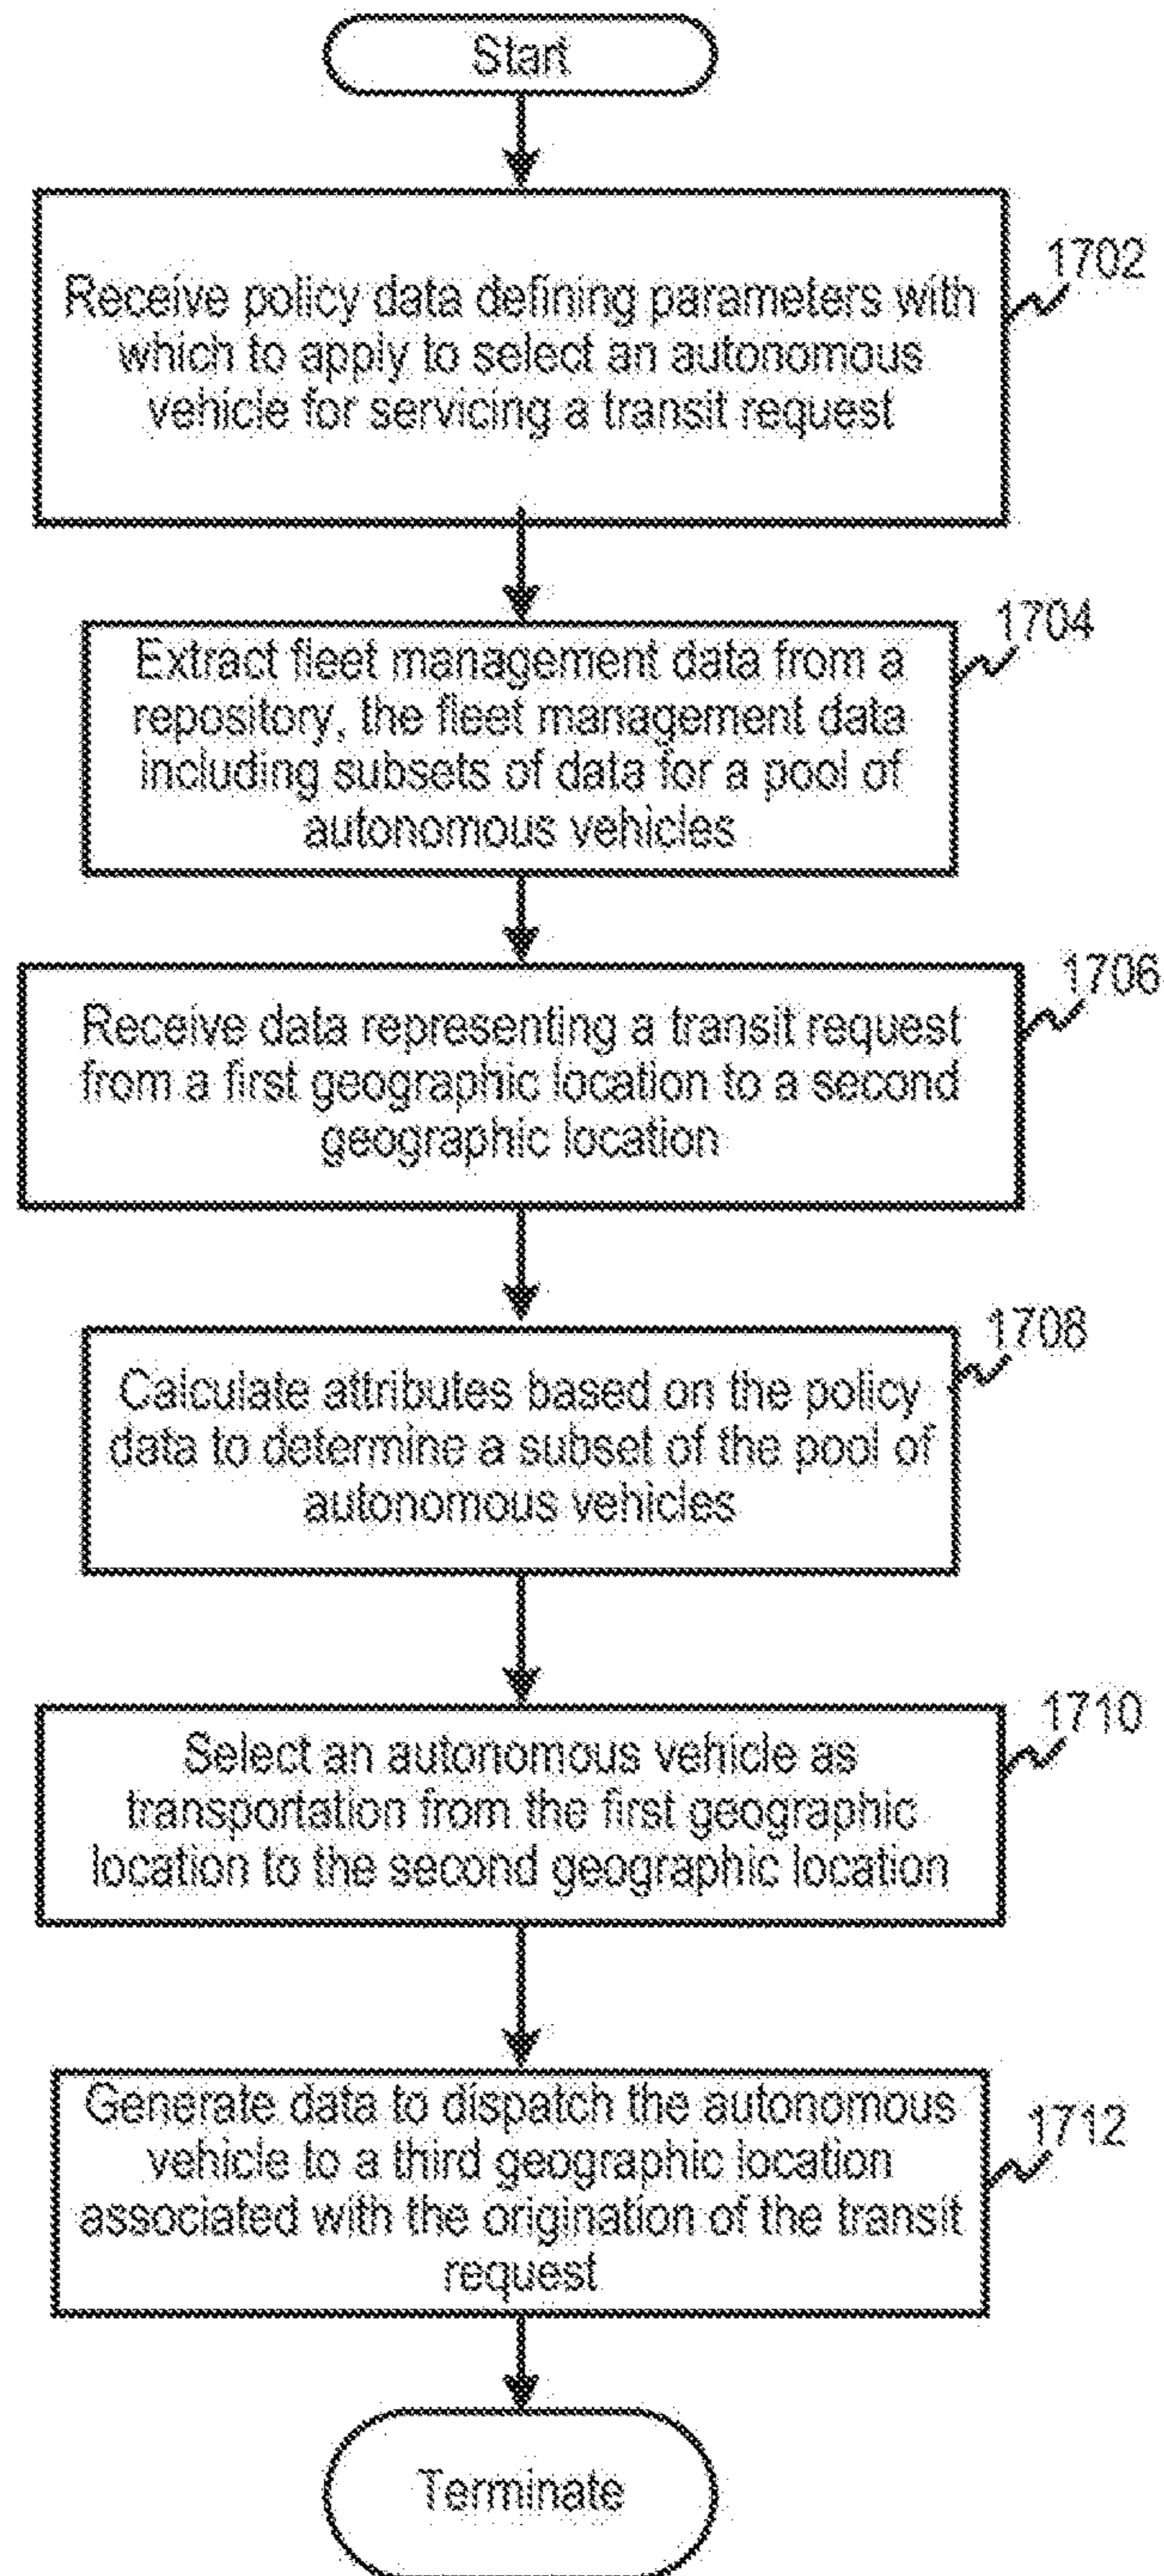 Start
1702
Receive policy data defining parameters with
which to apply to select an autonomous
vehicle for servicing a transit request
1704
Extract fleet management data from a
repository, the fleet management data
including subsets of data for a pool of
autonomous vehicles
1706
Receive data representing a transit request
from a first geographic location to a second
geographic location
1708
Calculate attributes based on the policy
data to determine a subset of the pool of
autonomous vehicles
1710
Select an autonomous vehicle as
transportation from the first geographic
location to the second geographic location
1712
Generate data to dispatch the autonomous
vehicle to a third geographic location
associated with the origination of the transit
request
Terminate